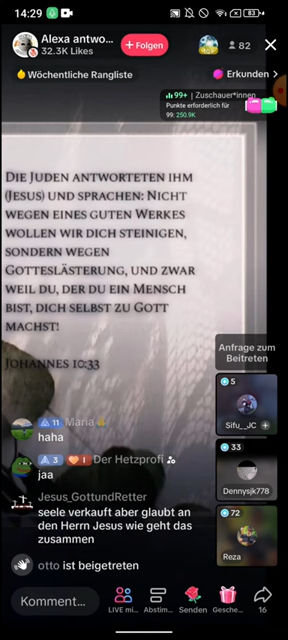 14:29
83%
Alexa antwo...
32.3K Likes
+ Folgen
82
Wöchentliche Rangliste
Erkunden >
99+ | Zuschauer*innen
Punkte erforderlich für
99: 250.9K
Die Juden antworteten ihm
(Jesus) und sprachen: Nicht
wegen eines guten Werkes
wollen wir dich steinigen,
sondern wegen
Gotteslästerung, und zwar
weil du, der du ein Mensch
bist, dich selbst zu Gott
machst!
Johannes 10:33
Anfrage zum
Beitreten
5
Sifu__JC
33
Dennysjk778
72
Reza
11 Maria
haha
3 1 Der Hetzprofi
jaa
Jesus_GottundRetter
seele verkauft aber glaubt an
den Herrn Jesus wie geht das
zusammen
otto ist beigetreten
Komment...
LIVE mi...
Abstim...
Senden
Gesche...
16